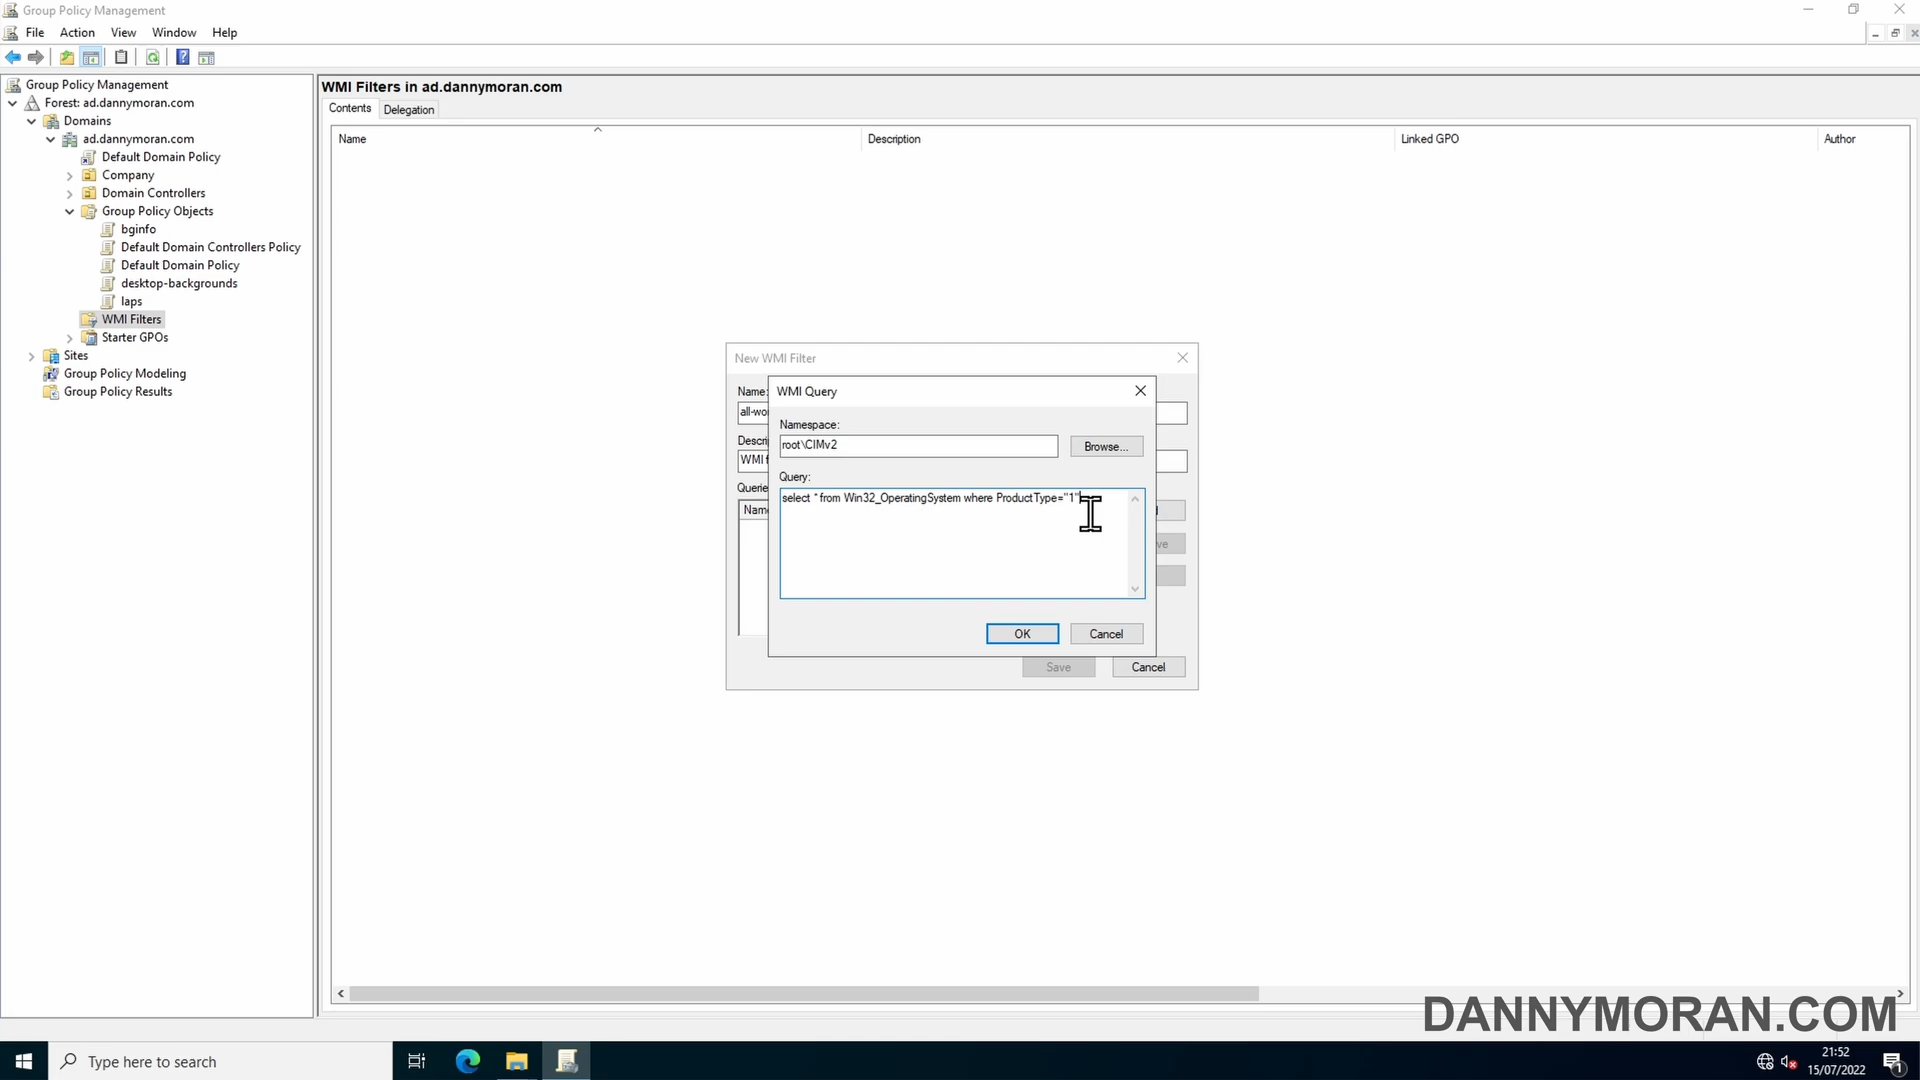 Group Policy Management
File Action View Window Help
Group Policy Management
Forest: ad.dannymoran.com
Domains
ad.dannymoran.com
Default Domain Policy
Company
Domain Controllers
Group Policy Objects
bginfo
Default Domain Controllers Policy
Default Domain Policy
desktop-backgrounds
laps
WMI Filters
Starter GPOs
Sites
Group Policy Modeling
Group Policy Results
WMI Filters in ad.dannymoran.com
Contents Delegation
Name Description Linked GPO Author
New WMI Filter
Name:
all-wo
Descri
WMI f
Querie
Name
ve
Save Cancel
WMI Query
Namespace:
root\CIMv2
Browse...
Query:
select * from Win32_OperatingSystem where ProductType="1"
OK Cancel
DANNYMORAN.COM
Type here to search
21:52
15/07/2022
1